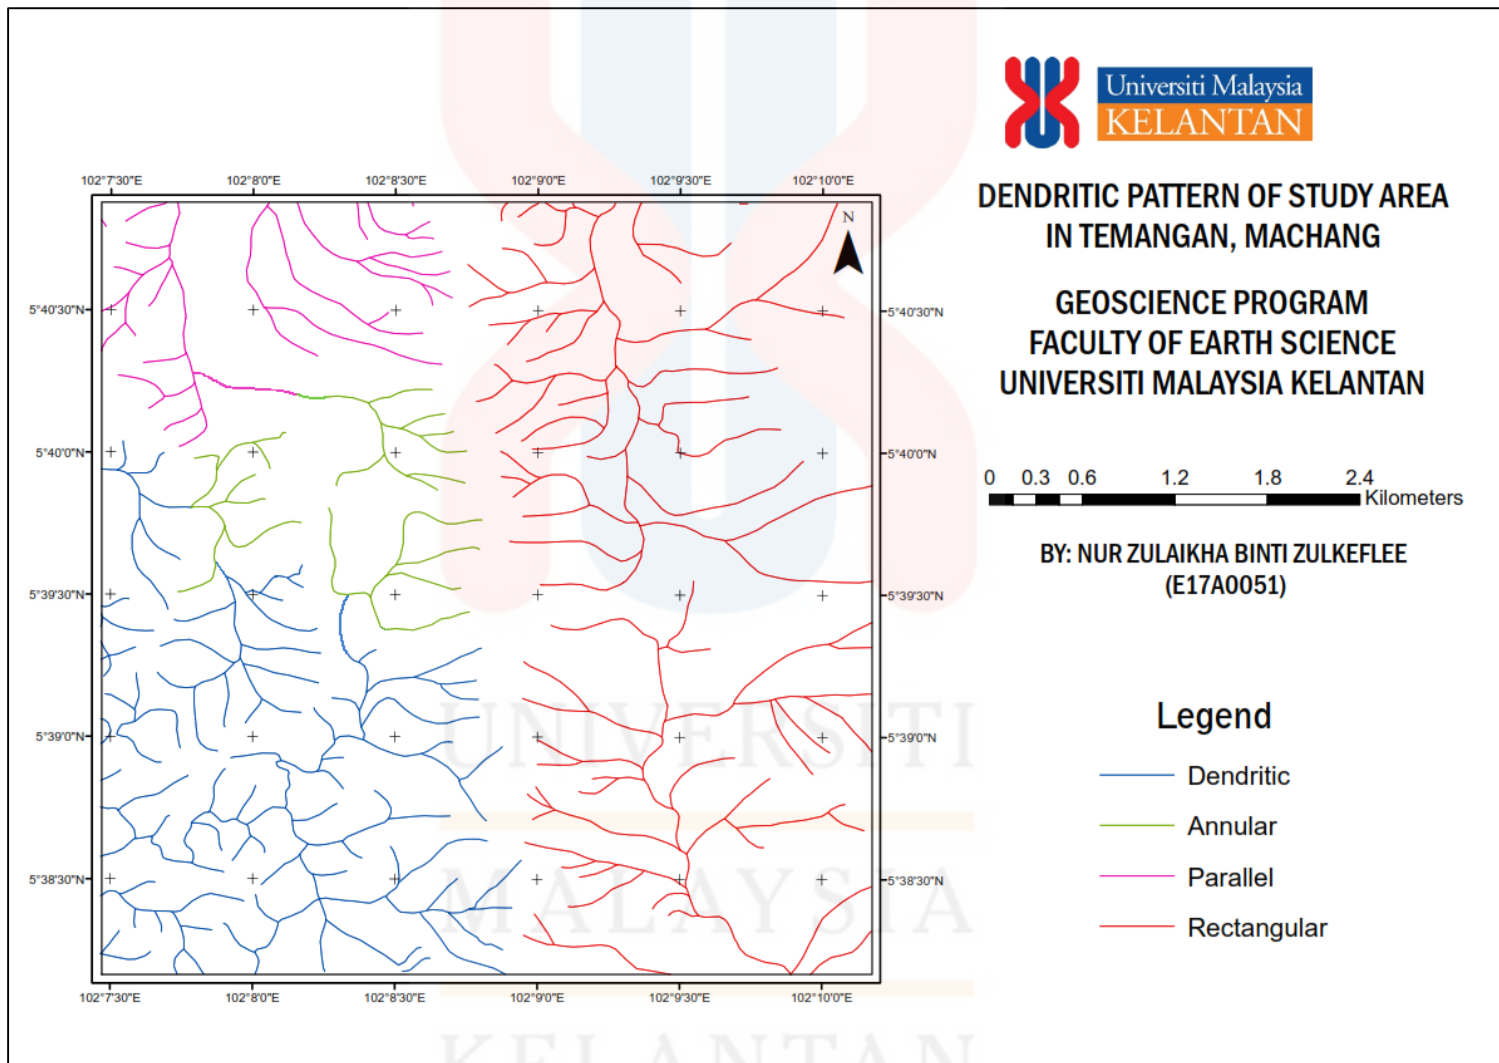 Universiti Malaysia
KELANTAN
DENDRITIC PATTERN OF STUDY AREA
IN TEMANGAN, MACHANG
GEOSCIENCE PROGRAM
FACULTY OF EARTH SCIENCE
UNIVERSITI MALAYSIA KELANTAN
0 0.3 0.6 1.2 1.8 2.4
Kilometers
BY: NUR ZULAIKHA BINTI ZULKEFLEE
(E17A0051)
Legend
Dendritic
Annular
Parallel
Rectangular
102°7'30"E 102°8'0"E 102°8'30"E 102°9'0"E 102°9'30"E 102°10'0"E
N
5°40'30"N 5°40'30"N
5°40'0"N 5°40'0"N
5°39'30"N 5°39'30"N
5°39'0"N 5°39'0"N
5°38'30"N 5°38'30"N
102°7'30"E 102°8'0"E 102°8'30"E 102°9'0"E 102°9'30"E 102°10'0"E
UNIVERSITI
MALAYSIA
KELANTAN